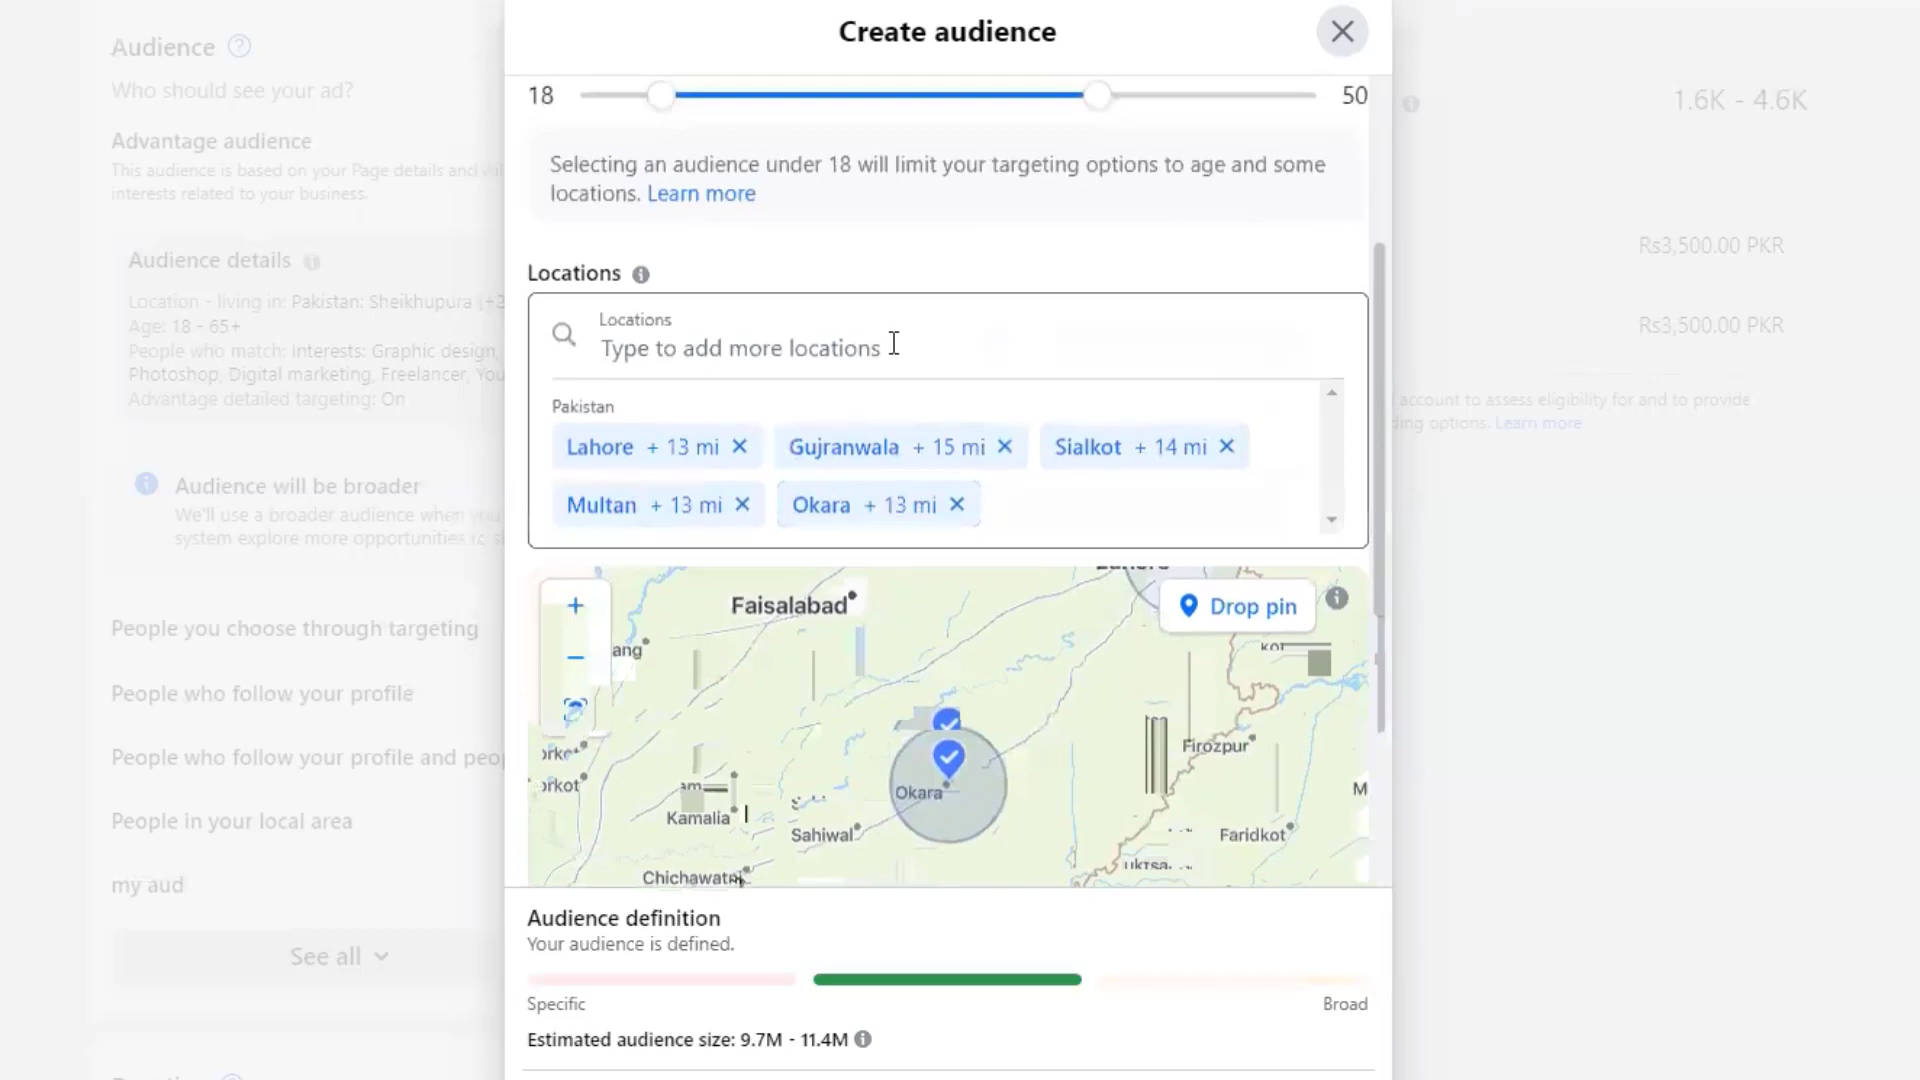 Create audience
Audience
Who should see your ad?
Advantage audience
This audience is based on your Page details and will
interests related to your business.
Audience details
Location - living in: Pakistan: Sheikhupura (+2
Age: 18 - 65+
People who match: Interests: Graphic design,
Photoshop, Digital marketing, Freelancer, You
Advantage detailed targeting: On
Audience will be broader
We'll use a broader audience when you
system explore more opportunities to
People you choose through targeting
People who follow your profile
People who follow your profile and peop
People in your local area
my aud
See all
18
50
Selecting an audience under 18 will limit your targeting options to age and some
locations. Learn more
Locations
Locations
Type to add more locations
Pakistan
Lahore + 13 mi
Gujranwala + 15 mi
Sialkot + 14 mi
Multan + 13 mi
Okara + 13 mi
Drop pin
Faisalabad
ang
Firozpur
Okara
Kamalia
Sahiwal
Faridkot
M
Audience definition
Your audience is defined.
Specific
Broad
Estimated audience size: 9.7M - 11.4M
1.6K - 4.6K
Rs3,500.00 PKR
Rs3,500.00 PKR
account to assess eligibility for and to provide
ding options. Learn more